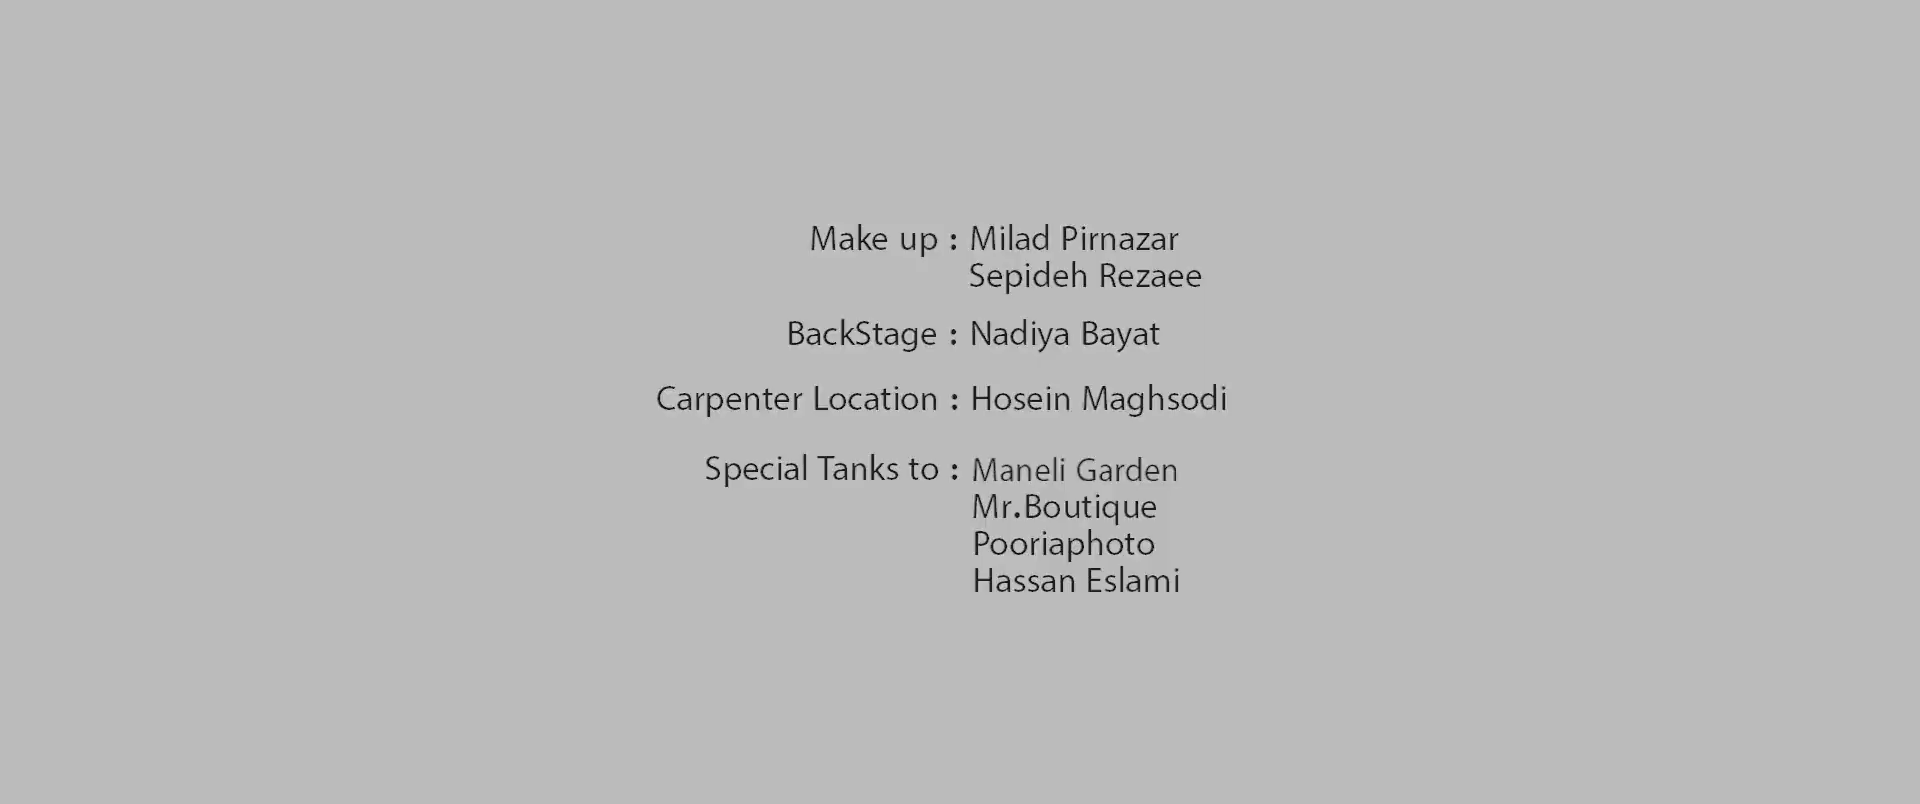 Make up : Milad Pirnazar
Sepideh Rezaee
BackStage : Nadiya Bayat
Carpenter Location : Hosein Maghsodi
Special Tanks to : Maneli Garden
Mr.Boutique
Pooriaphoto
Hassan Eslami